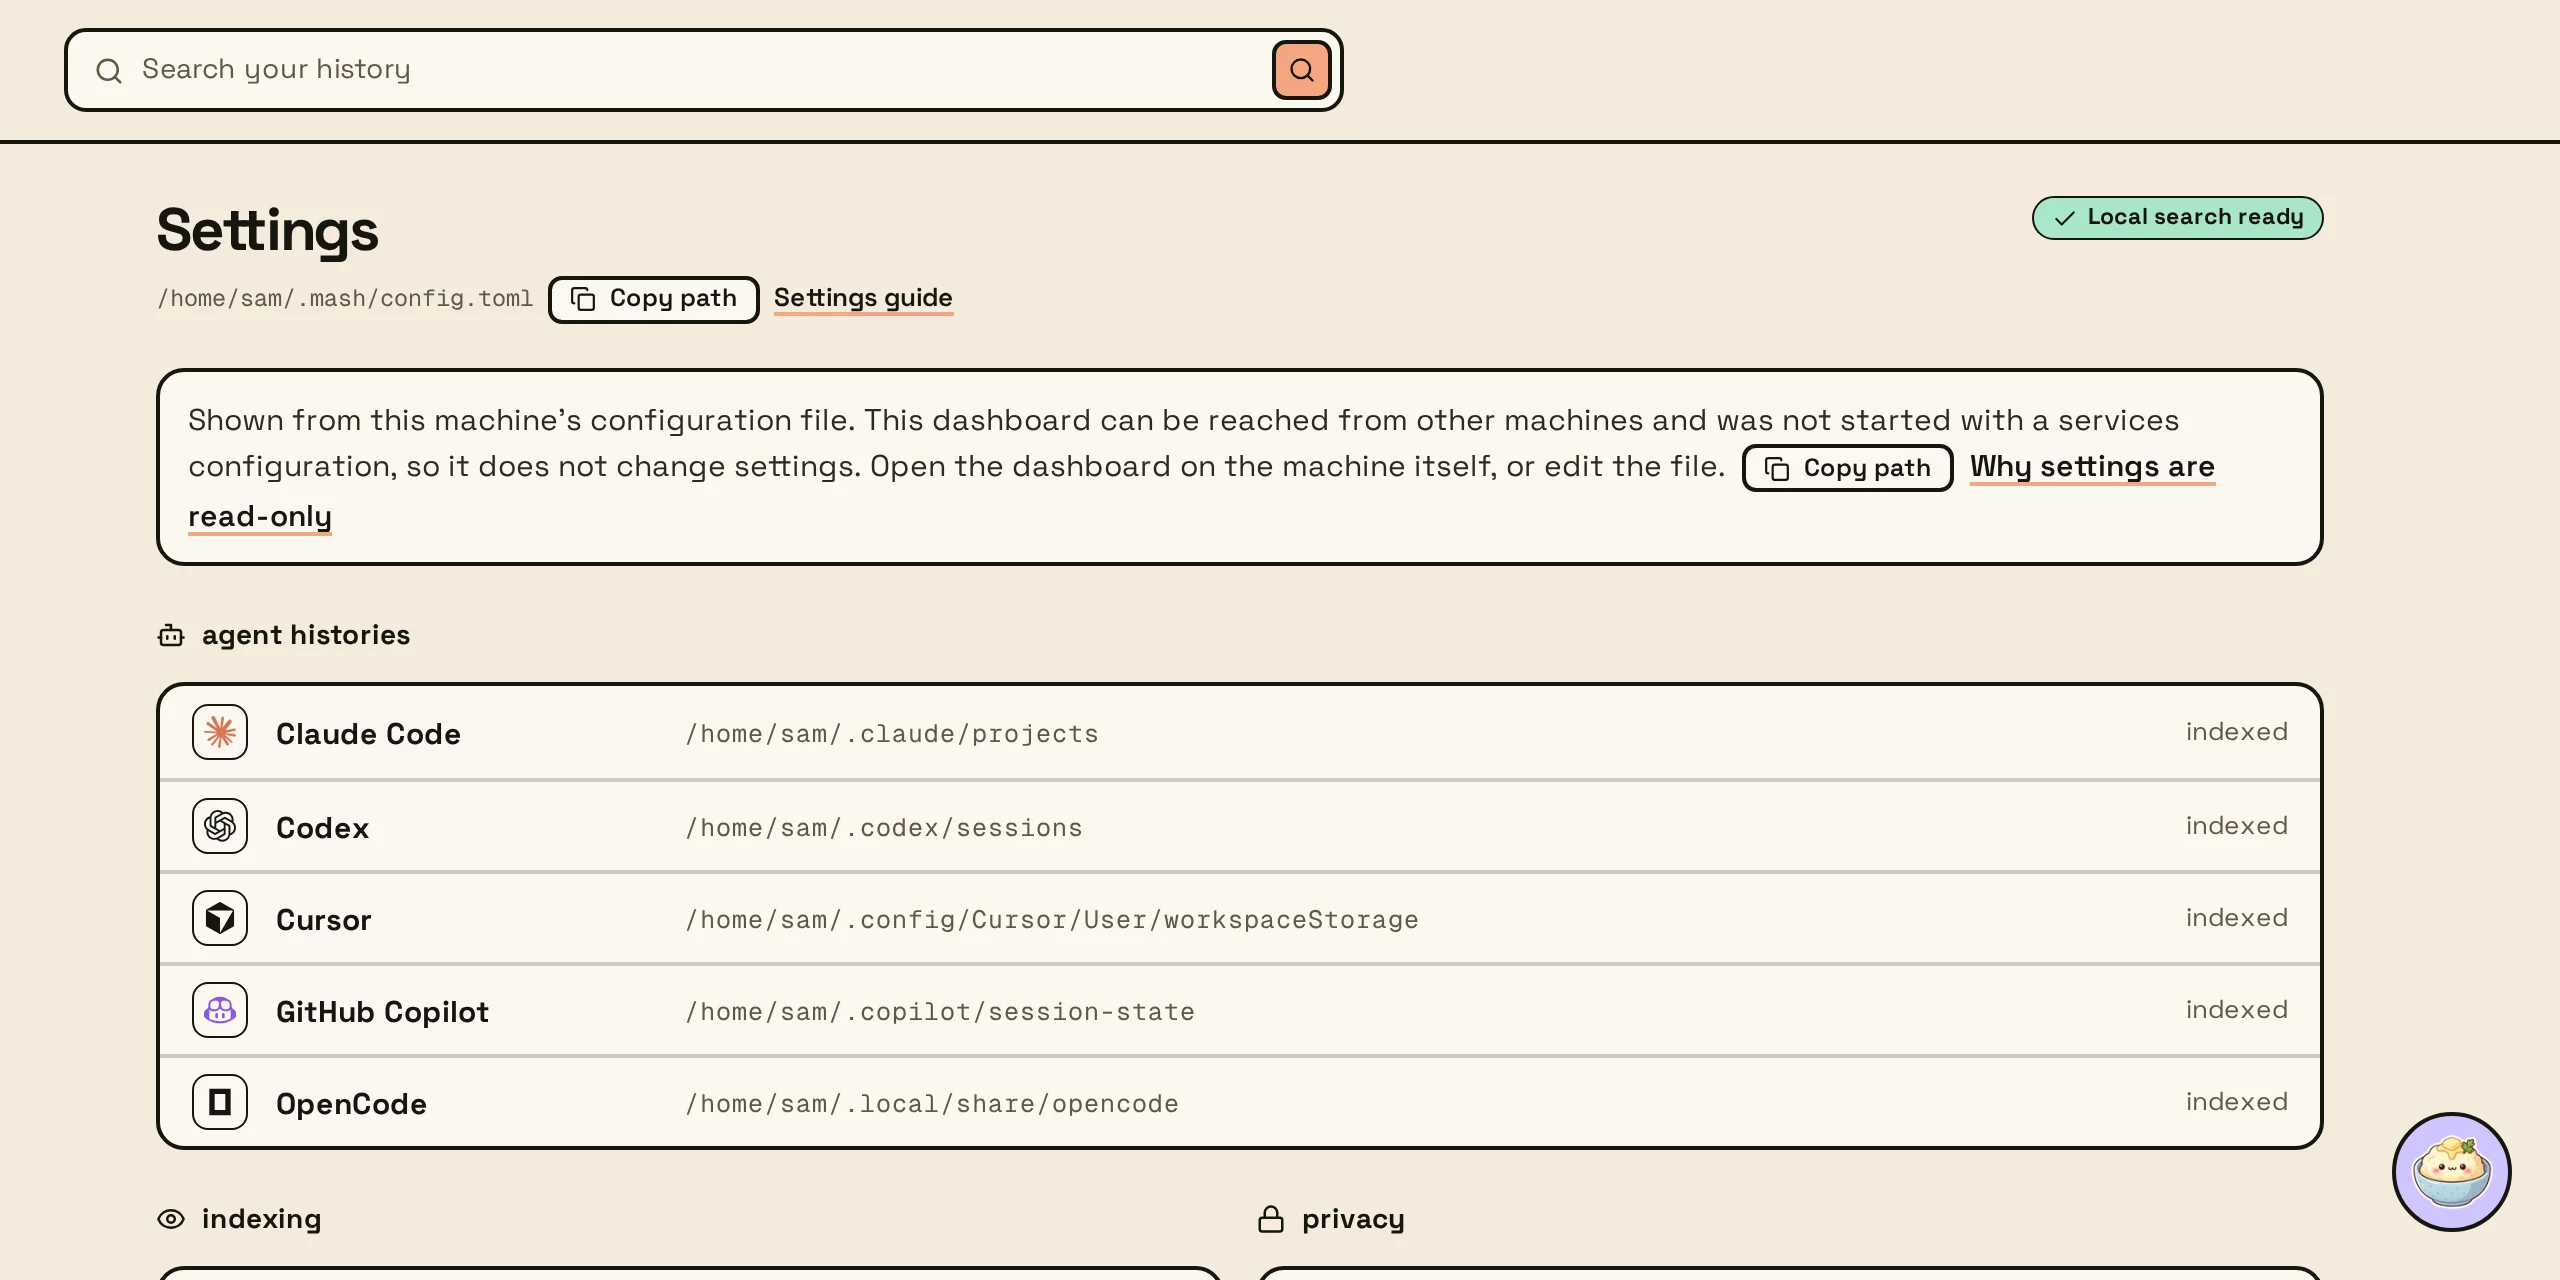 Search your history
Settings
Local search ready
/home/sam/.mash/config.toml Copy path Settings guide
Shown from this machine’s configuration file. This dashboard can be reached from other machines and was not started with a services
configuration, so it does not change settings. Open the dashboard on the machine itself, or edit the file. Copy path Why settings are
read-only
agent histories
Claude Code /home/sam/.claude/projects indexed
Codex /home/sam/.codex/sessions indexed
Cursor /home/sam/.config/Cursor/User/workspaceStorage indexed
GitHub Copilot /home/sam/.copilot/session-state indexed
OpenCode /home/sam/.local/share/opencode indexed
indexing privacy